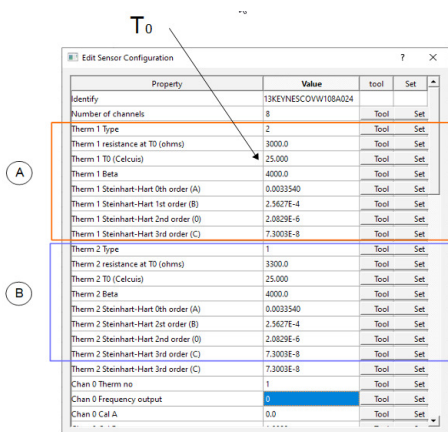 T0
Edit Sensor Configuration ? ×
Property Value tool Set
Identify 13KEYNESCOVW108A024
Number of channels 8 Tool Set
Therm 1 Type 2 Tool Set
Therm 1 resistance at T0 (ohms) 3000.0 Tool Set
Therm 1 T0 (Celcuis) 25.000 Tool Set
Therm 1 Beta 4000.0 Tool Set
Therm 1 Steinhart-Hart 0th order (A) 0.0033540 Tool Set
Therm 1 Steinhart-Hart 1st order (B) 2.5627E-4 Tool Set
Therm 1 Steinhart-Hart 2nd order (0) 2.0829E-6 Tool Set
Therm 1 Steinhart-Hart 3rd order (C) 7.3003E-8 Tool Set
A
Therm 2 Type 1 Tool Set
Therm 2 resistance at T0 (ohms) 3300.0 Tool Set
Therm 2 T0 (Celcuis) 25.000 Tool Set
Therm 2 Beta 4000.0 Tool Set
Therm 2 Steinhart-Hart 0th order (A) 0.0033540 Tool Set
Therm 2 Steinhart-Hart 2st order (B) 2.5627E-4 Tool Set
Therm 2 Steinhart-Hart 2nd order (0) 2.0829E-6 Tool Set
Therm 2 Steinhart-Hart 3rd order (C) 7.3003E-8 Tool Set
B
Therm 2 Steinhart-Hart 3rd order (C) 7.3003E-8 Tool Set
Chan 0 Therm no 1 Tool Set
Chan 0 Frequency output 0 Tool Set
Chan 0 Cal A 0.0 Tool Set